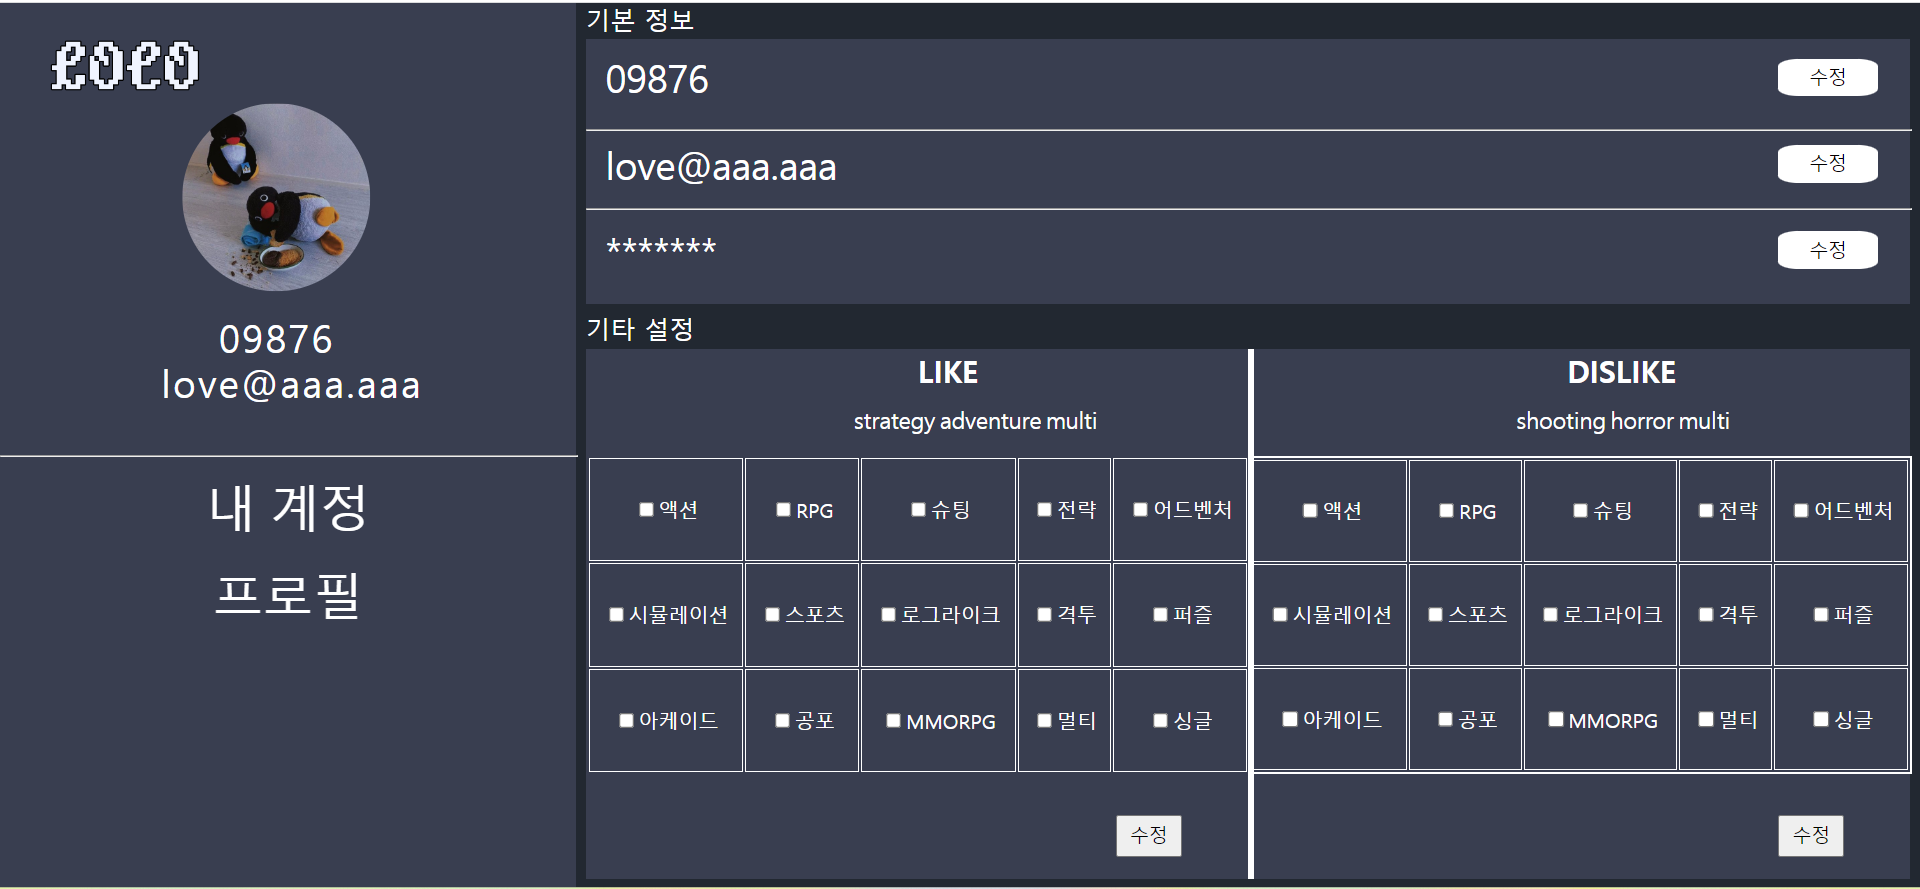 LOLO
09876
love@aaa.aaa
내 계정
프로필
기본 정보
09876 수정
love@aaa.aaa 수정
******* 수정
기타 설정
LIKE
strategy adventure multi
액션 RPG 슈팅 전략 어드벤처
시뮬레이션 스포츠 로그라이크 격투 퍼즐
아케이드 공포 MMORPG 멀티 싱글
수정
DISLIKE
shooting horror multi
액션 RPG 슈팅 전략 어드벤처
시뮬레이션 스포츠 로그라이크 격투 퍼즐
아케이드 공포 MMORPG 멀티 싱글
수정